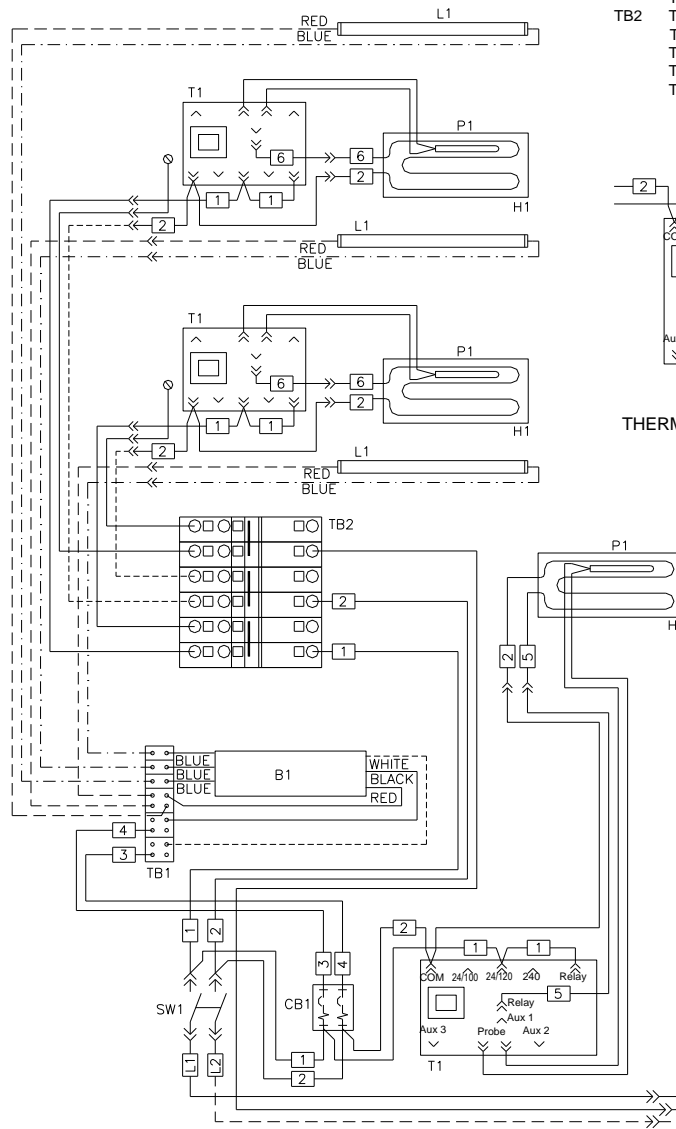 L1
RED
BLUE
TB2
T
T
T
T
T
T1
P1
6
6
2
H1
1
1
2
L1
RED
BLUE
2
CO
Au
T1
P1
6
6
2
H1
1
1
2
L1
RED
BLUE
THERM
TB2
2
1
P1
H
2
5
BLUE
BLUE
BLUE
B1
WHITE
BLACK
RED
4
3
TB1
1
2
3
4
2
1
1
COM
24/100
24/120
240
Relay
5
Relay
Aux 1
Aux 3
Probe
Aux 2
T1
SW1
CB1
1
2
L1
L2